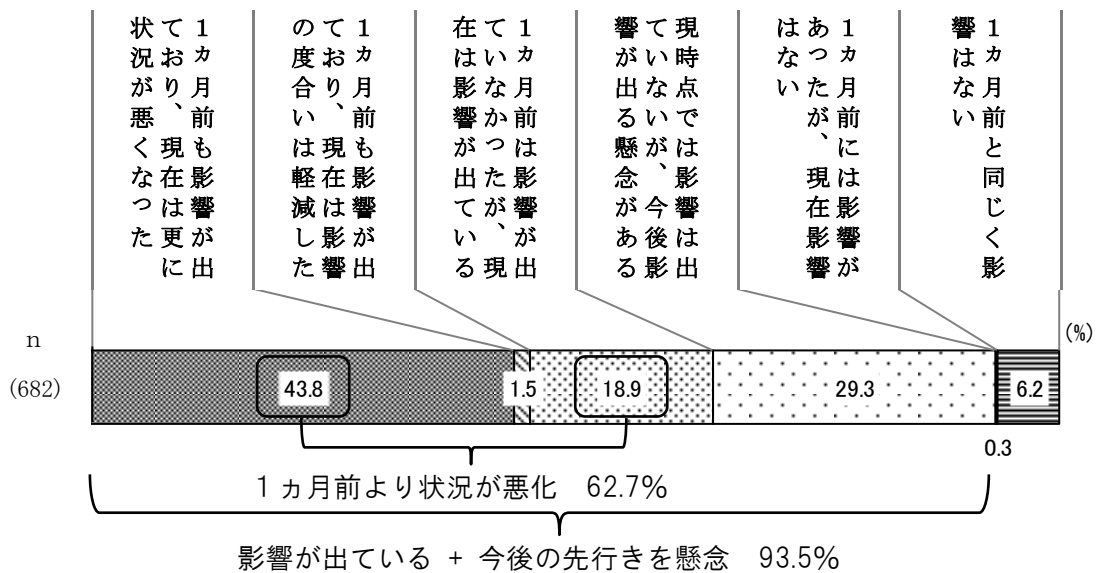 １ヵ月前も影響が出
ており、現在は更に
状況が悪くなった
１ヵ月前も影響が出
ており、現在は影響
の度合いは軽減した
１ヵ月前は影響が出
ていなかったが、現
在は影響が出ている
現時点では影響は出
ていないが、今後影
響が出る懸念がある
１ヵ月前には影響が
あったが、現在影響
はない
１ヵ月前と同じく影
響はない
(%)
n
(682)
43.8
1.5
18.9
29.3
6.2
0.3
1ヵ月前より状況が悪化 62.7%
影響が出ている + 今後の先行きを懸念 93.5%